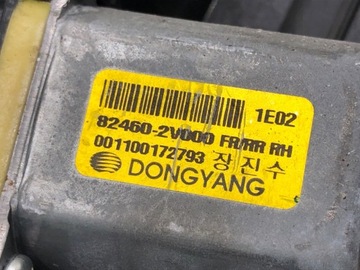 1E02
82460-2V000 FR/RR RH
001100172793 장진수
DONGYANG